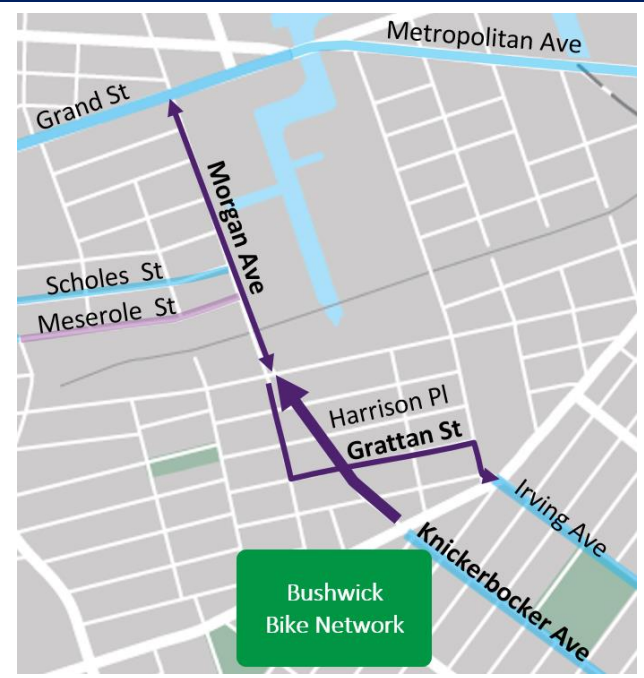 Metropolitan Ave
Grand St
Morgan Ave
Scholes St
Meserole St
Harrison Pl
Grattan St
Irving Ave
Knickerbocker Ave
Bushwick
Bike Network